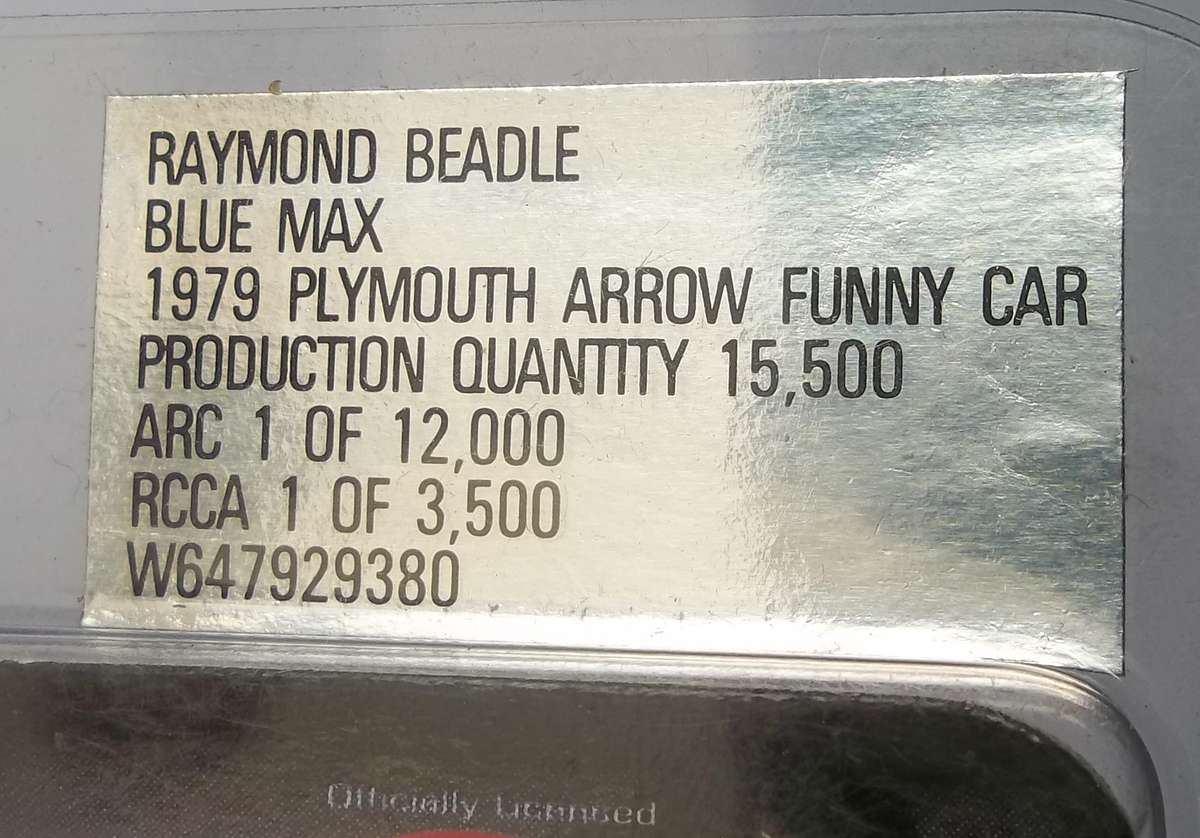 RAYMOND BEADLE
BLUE MAX
1979 PLYMOUTH ARROW FUNNY CAR
PRODUCTION QUANTITY 15,500
ARC 1 OF 12,000
RCCA 1 OF 3,500
W647929380
Officially Licensed